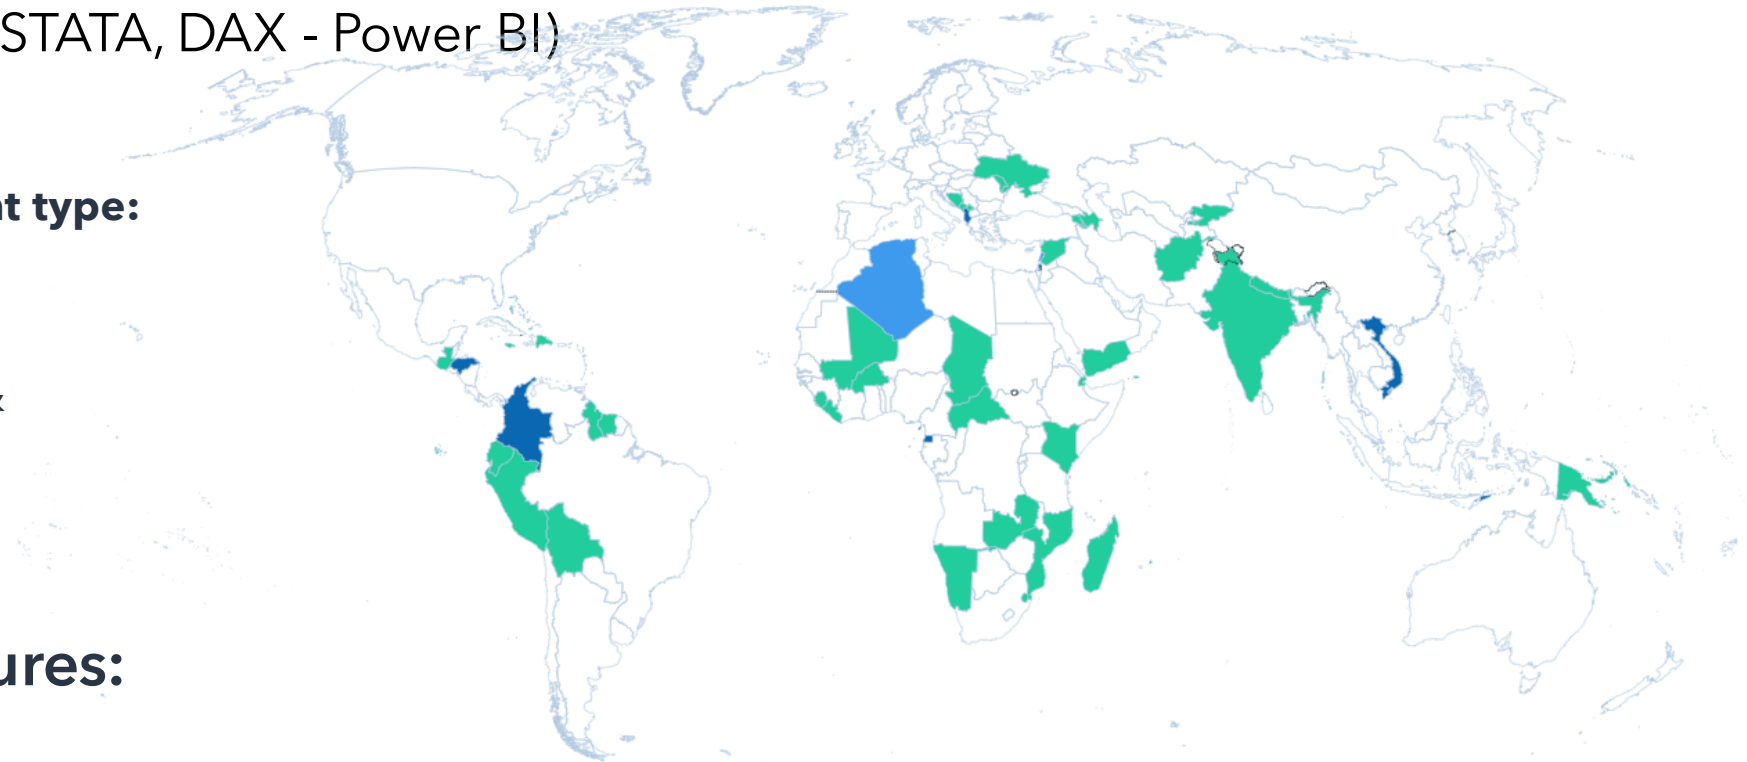 STATA, DAX - Power BI)
t type:
ures: